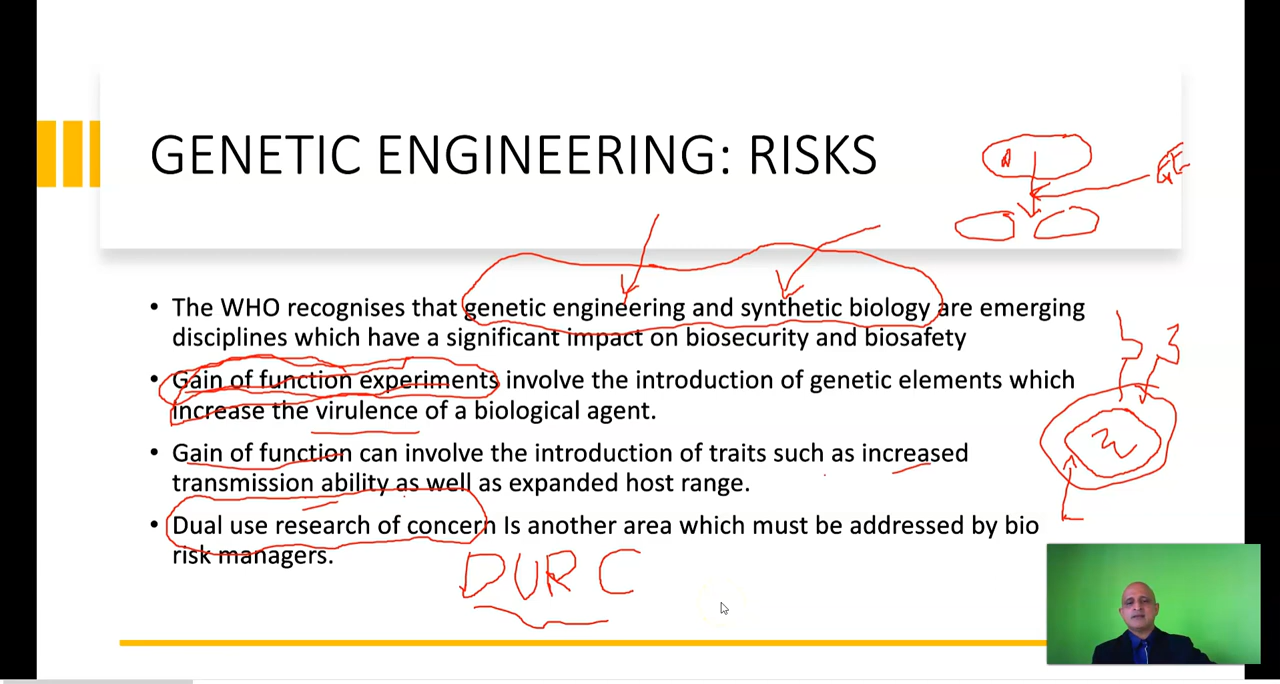 GENETIC ENGINEERING: RISKS
• The WHO recognises that genetic engineering and synthetic biology are emerging
disciplines which have a significant impact on biosecurity and biosafety
• Gain of function experiments involve the introduction of genetic elements which
increase the virulence of a biological agent.
• Gain of function can involve the introduction of traits such as increased
transmission ability as well as expanded host range.
• Dual use research of concern Is another area which must be addressed by bio
risk managers.
DURC